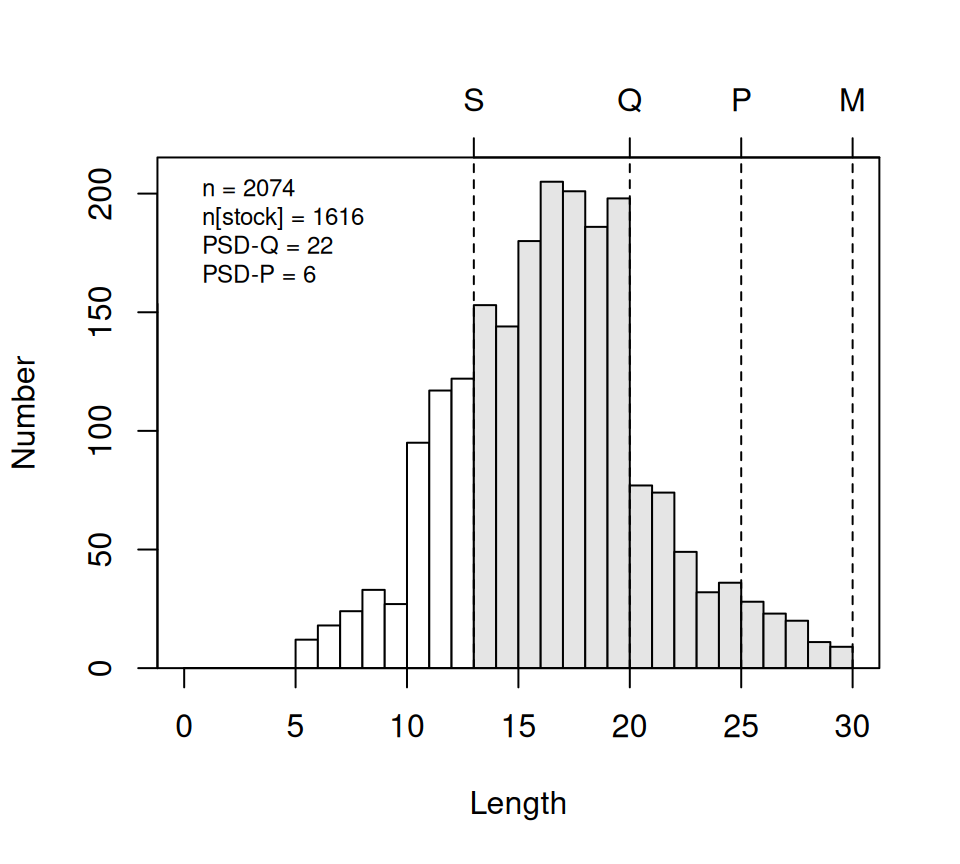 S Q P M
n = 2074
n[stock] = 1616
PSD-Q = 22
PSD-P = 6
Number
200
150
100
50
0
0 5 10 15 20 25 30
Length